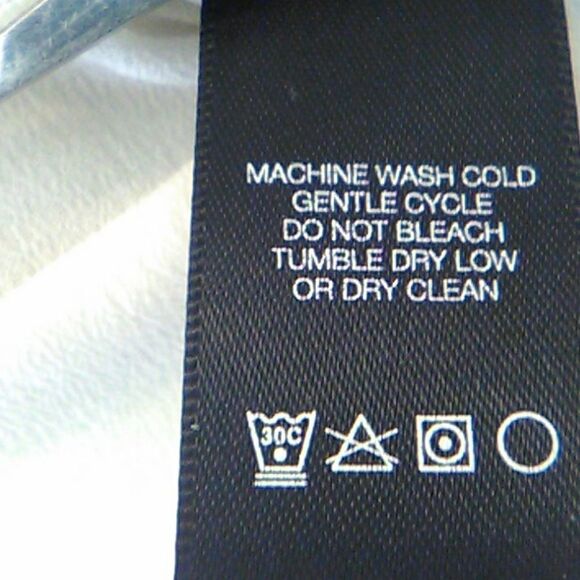 MACHINE WASH COLD
GENTLE CYCLE
DO NOT BLEACH
TUMBLE DRY LOW
OR DRY CLEAN
30C